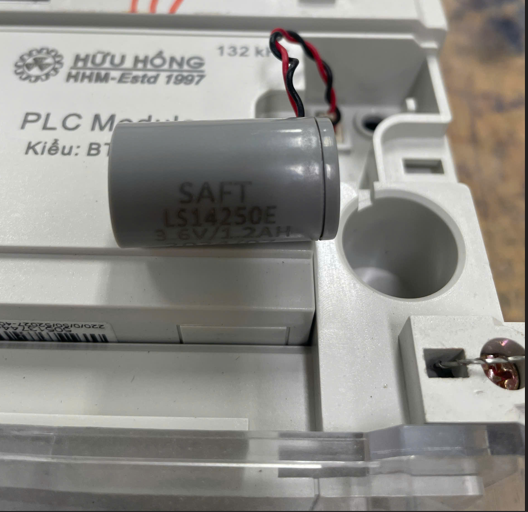 HỮU HỒNG
HHM-Estd 1997
132 k
PLC Modul
Kiểu: BT
SAFT
LS14250E
3.6V/1.2AH